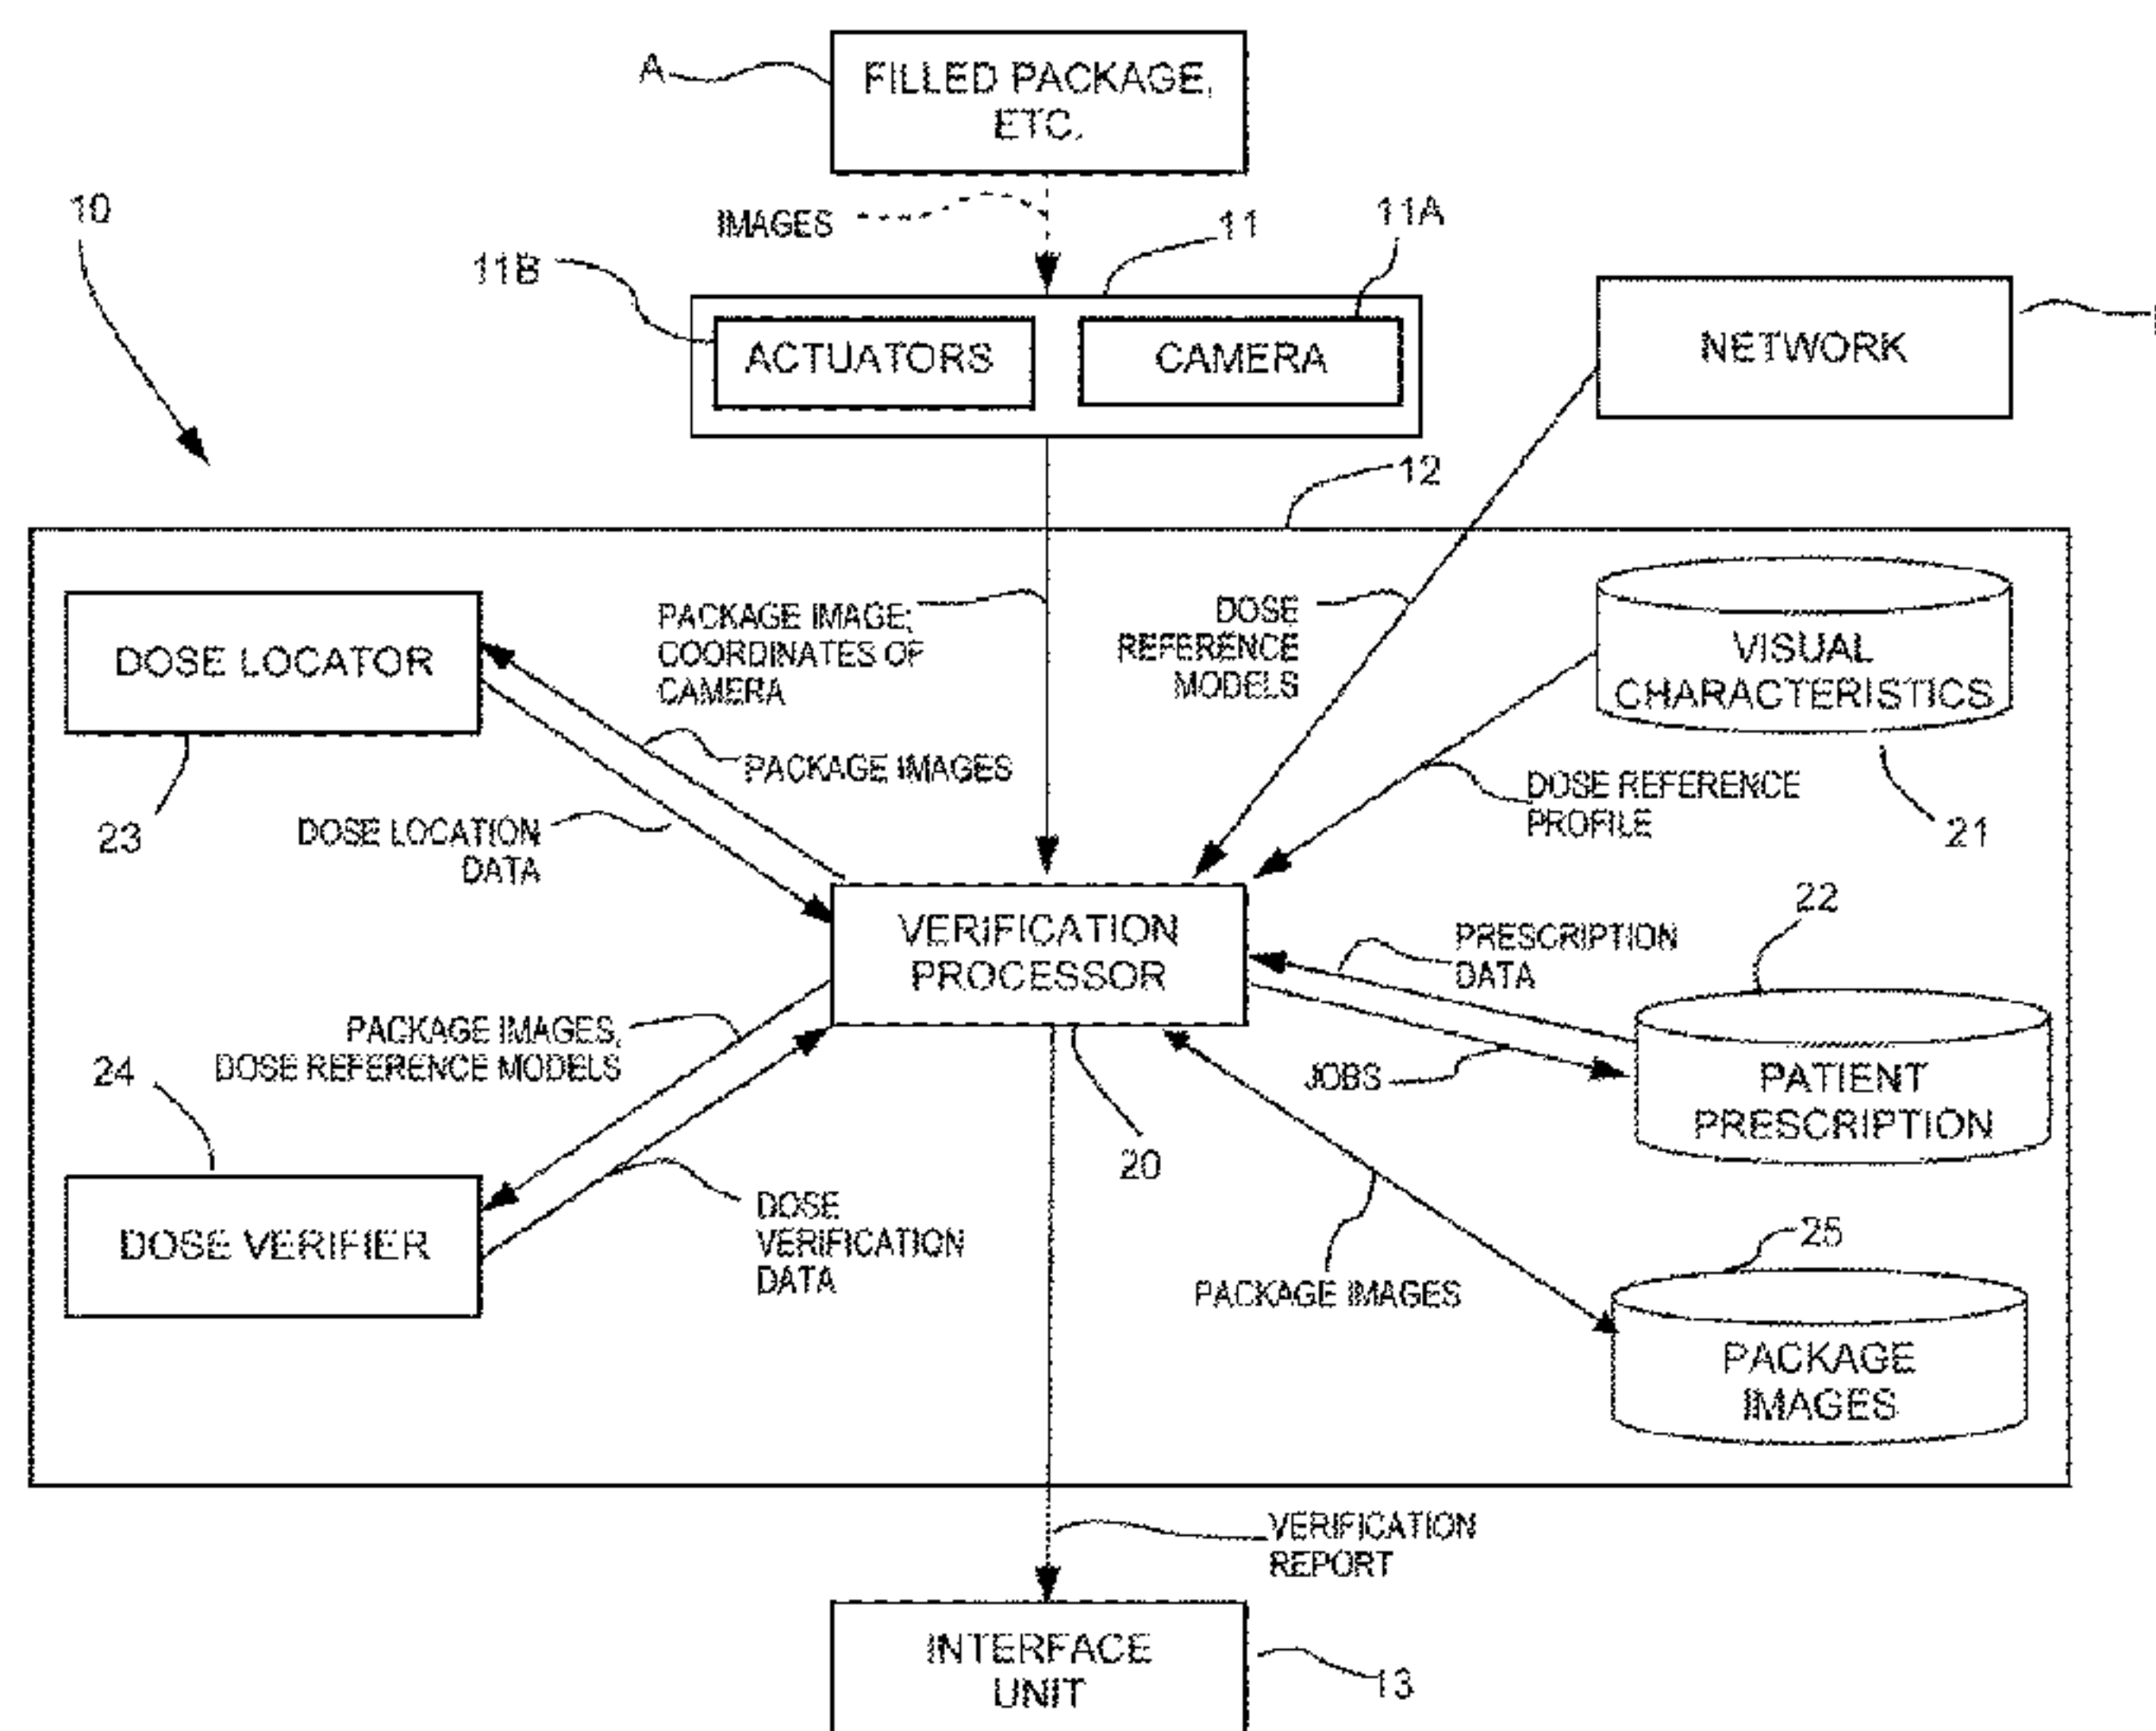 A
FILLED PACKAGE,
ETC.
10
IMAGES
11
11A
11B
ACTUATORS
CAMERA
NETWORK
12
DOSE LOCATOR
PACKAGE IMAGE;
COORDINATES OF
CAMERA
DOSE
REFERENCE
MODELS
VISUAL
CHARACTERISTICS
23
PACKAGE IMAGES
DOSE REFERENCE
PROFILE
21
DOSE LOCATION
DATA
VERIFICATION
PROCESSOR
22
PRESCRIPTION
DATA
PACKAGE IMAGES,
DOSE REFERENCE MODELS
24
JOBS
PATIENT
PRESCRIPTION
20
DOSE VERIFIER
DOSE
VERIFICATION
DATA
25
PACKAGE IMAGES
PACKAGE
IMAGES
VERIFICATION
REPORT
INTERFACE
UNIT
13